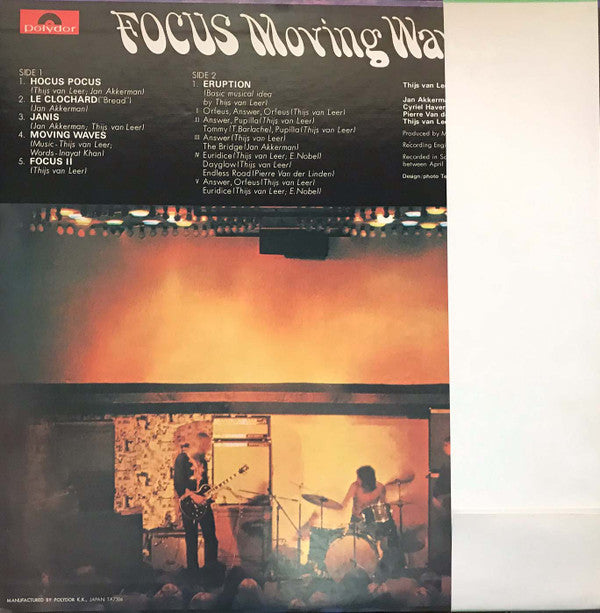 polydor
FOCUS Moving Wa
SIDE 1
1. HOCUS POCUS
(Thijs van Leer; Jan Akkerman)
2. LE CLOCHARD ("Bread")
(Jan Akkerman)
3. JANIS
(Jan Akkerman; Thijs van Leer)
4. MOVING WAVES
(Music - Thijs van Leer;
Words - Inayat Khan)
5. FOCUS II
(Thijs van Leer)
SIDE 2
1. ERUPTION
(Basic musical idea
by Thijs van Leer)
I Orfeus, Answer, Orfeus (Thijs van Leer)
II Answer, Pupilla (Thijs van Leer)
Tommy (T. Barlachel), Pupilla (Thijs van Leer)
III Answer (Thijs van Leer)
The Bridge (Jan Akkerman)
IV Euridice (Thijs van Leer; E. Nobel)
Dayglow (Thijs van Leer)
Endless Road (Pierre Van der Linden)
V Answer, Orfeus (Thijs van Leer)
Euridice (Thijs van Leer; E. Nobel)
Thijs van Le
Jan Akkerm
Cyriel Haver
Pierre Van d
Thijs van Le
Produced by M
Recording Engi
Recorded in So
between April
Design/photo Te
MANUFACTURED BY POLYDOR K.K., JAPAN